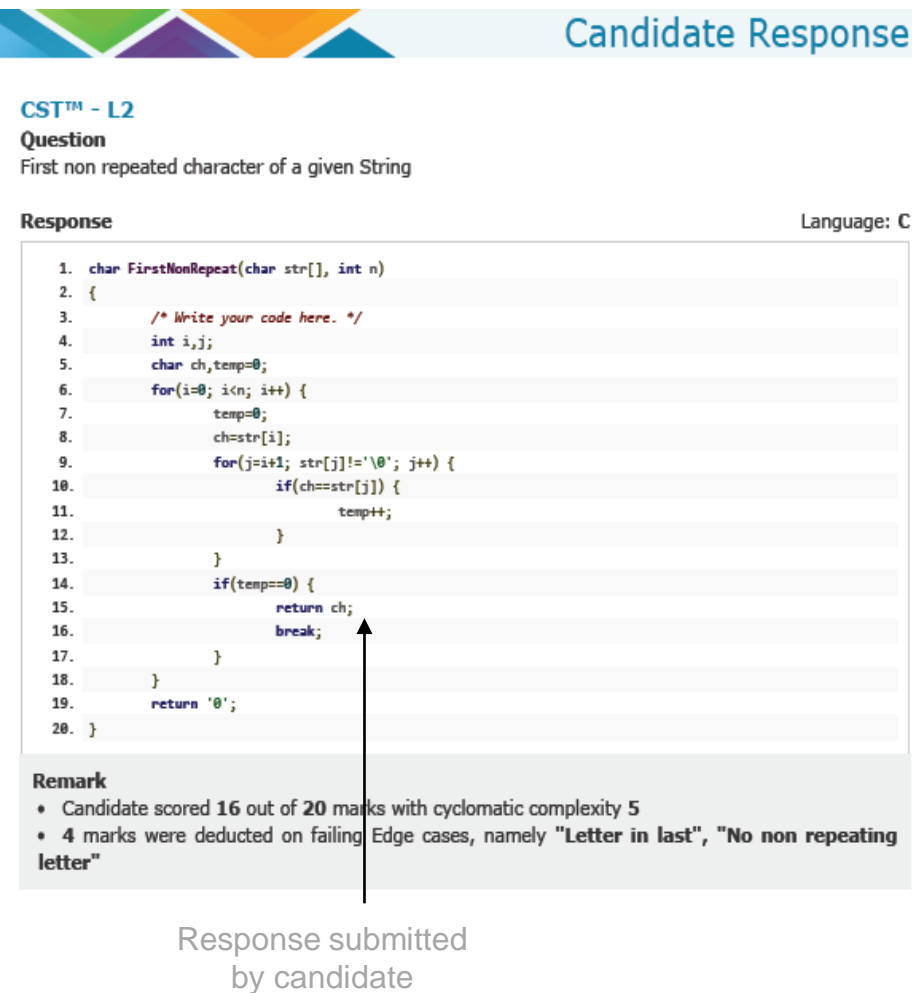 Candidate Response
CST™ - L2
Question
First non repeated character of a given String
Response
Language: C
1. char FirstNonRepeat(char str[], int n)
2. {
3. /* Write your code here. */
4. int i,j;
5. char ch,temp=0;
6. for(i=0; i<n; i++) {
7. temp=0;
8. ch=str[i];
9. for(j=i+1; str[j]!='\0'; j++) {
10. if(ch==str[j]) {
11. temp++;
12. }
13. }
14. if(temp==0) {
15. return ch;
16. break;
17. }
18. }
19. return '0';
20. }
Remark
• Candidate scored 16 out of 20 marks with cyclomatic complexity 5
• 4 marks were deducted on failing Edge cases, namely "Letter in last", "No non repeating
letter"
Response submitted
by candidate